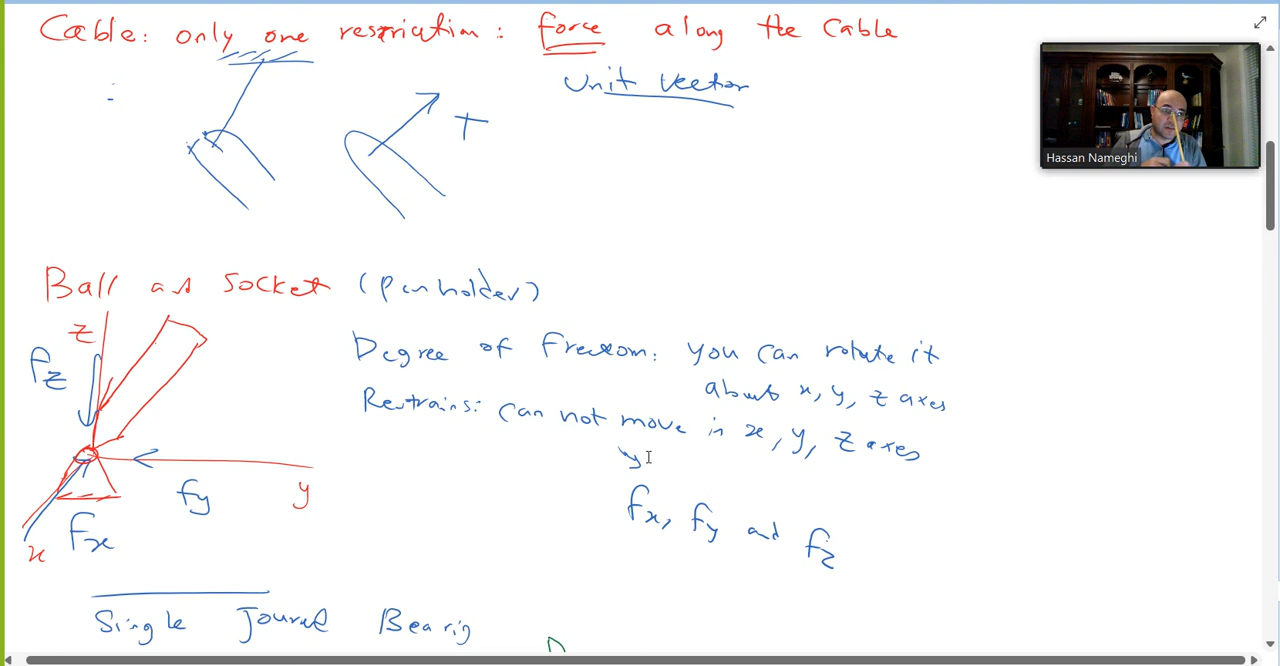 Cable: only one restriction: force along the Cable
Unit Vector
T
Hassan Nameghi
Ball and Socket (Pen holder)
z
fz
Degree of Freedom: you can rotate it
about x, y, z axes
Restrains: Can not move in x, y, z axes
y
fy
y
fx
x
fx, fy and fz
Single Journal Bearing